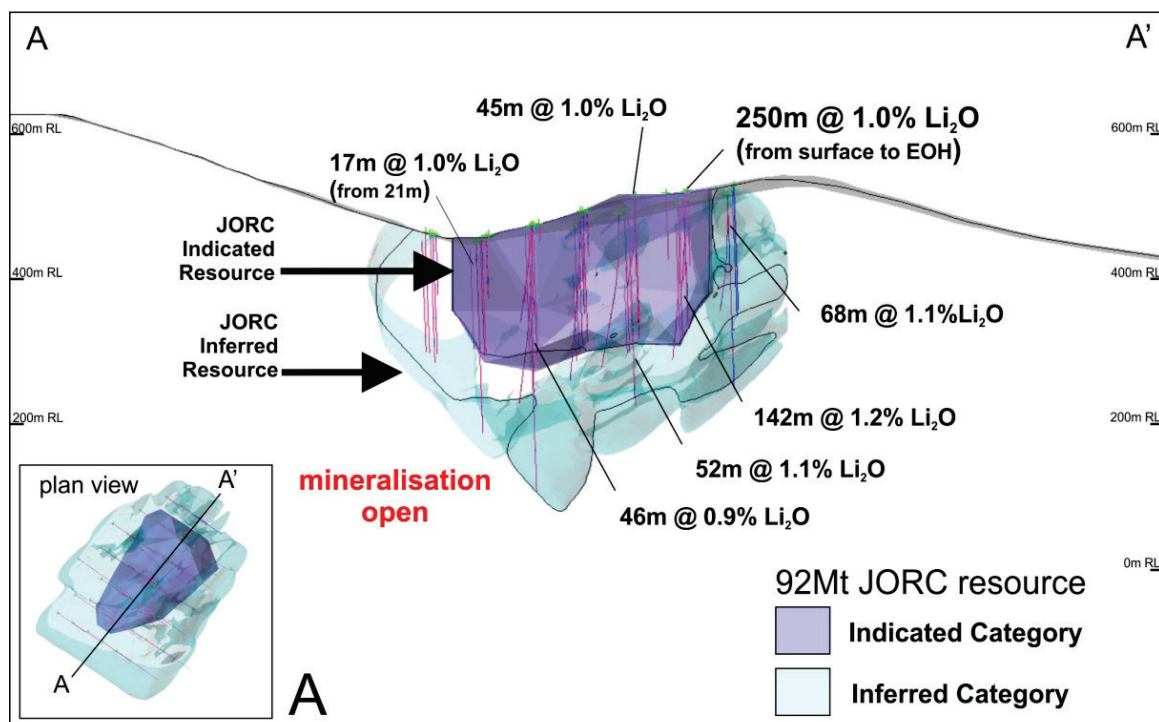 A
A'
600m RL
600m RL
45m @ 1.0% Li₂O
250m @ 1.0% Li₂O
(from surface to EOH)
17m @ 1.0% Li₂O
(from 21m)
JORC
Indicated
Resource
400m RL
400m RL
68m @ 1.1%Li₂O
JORC
Inferred
Resource
200m RL
200m RL
142m @ 1.2% Li₂O
52m @ 1.1% Li₂O
46m @ 0.9% Li₂O
mineralisation
open
plan view
A'
A
A
0m RL
92Mt JORC resource
Indicated Category
Inferred Category